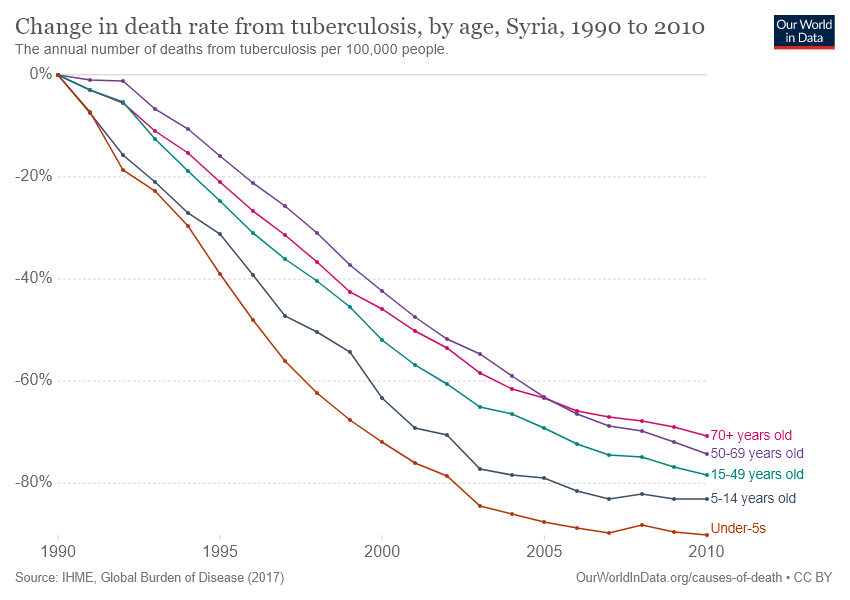 Change in death rate from tuberculosis, by age, Syria, 1990 to 2010
The annual number of deaths from tuberculosis per 100,000 people.
Our World
in Data
0%
-20%
-40%
-60%
-80%
70+ years old
50-69 years old
15-49 years old
5-14 years old
Under-5s
1990
1995
2000
2005
2010
Source: IHME, Global Burden of Disease (2017)
OurWorldInData.org/causes-of-death • CC BY